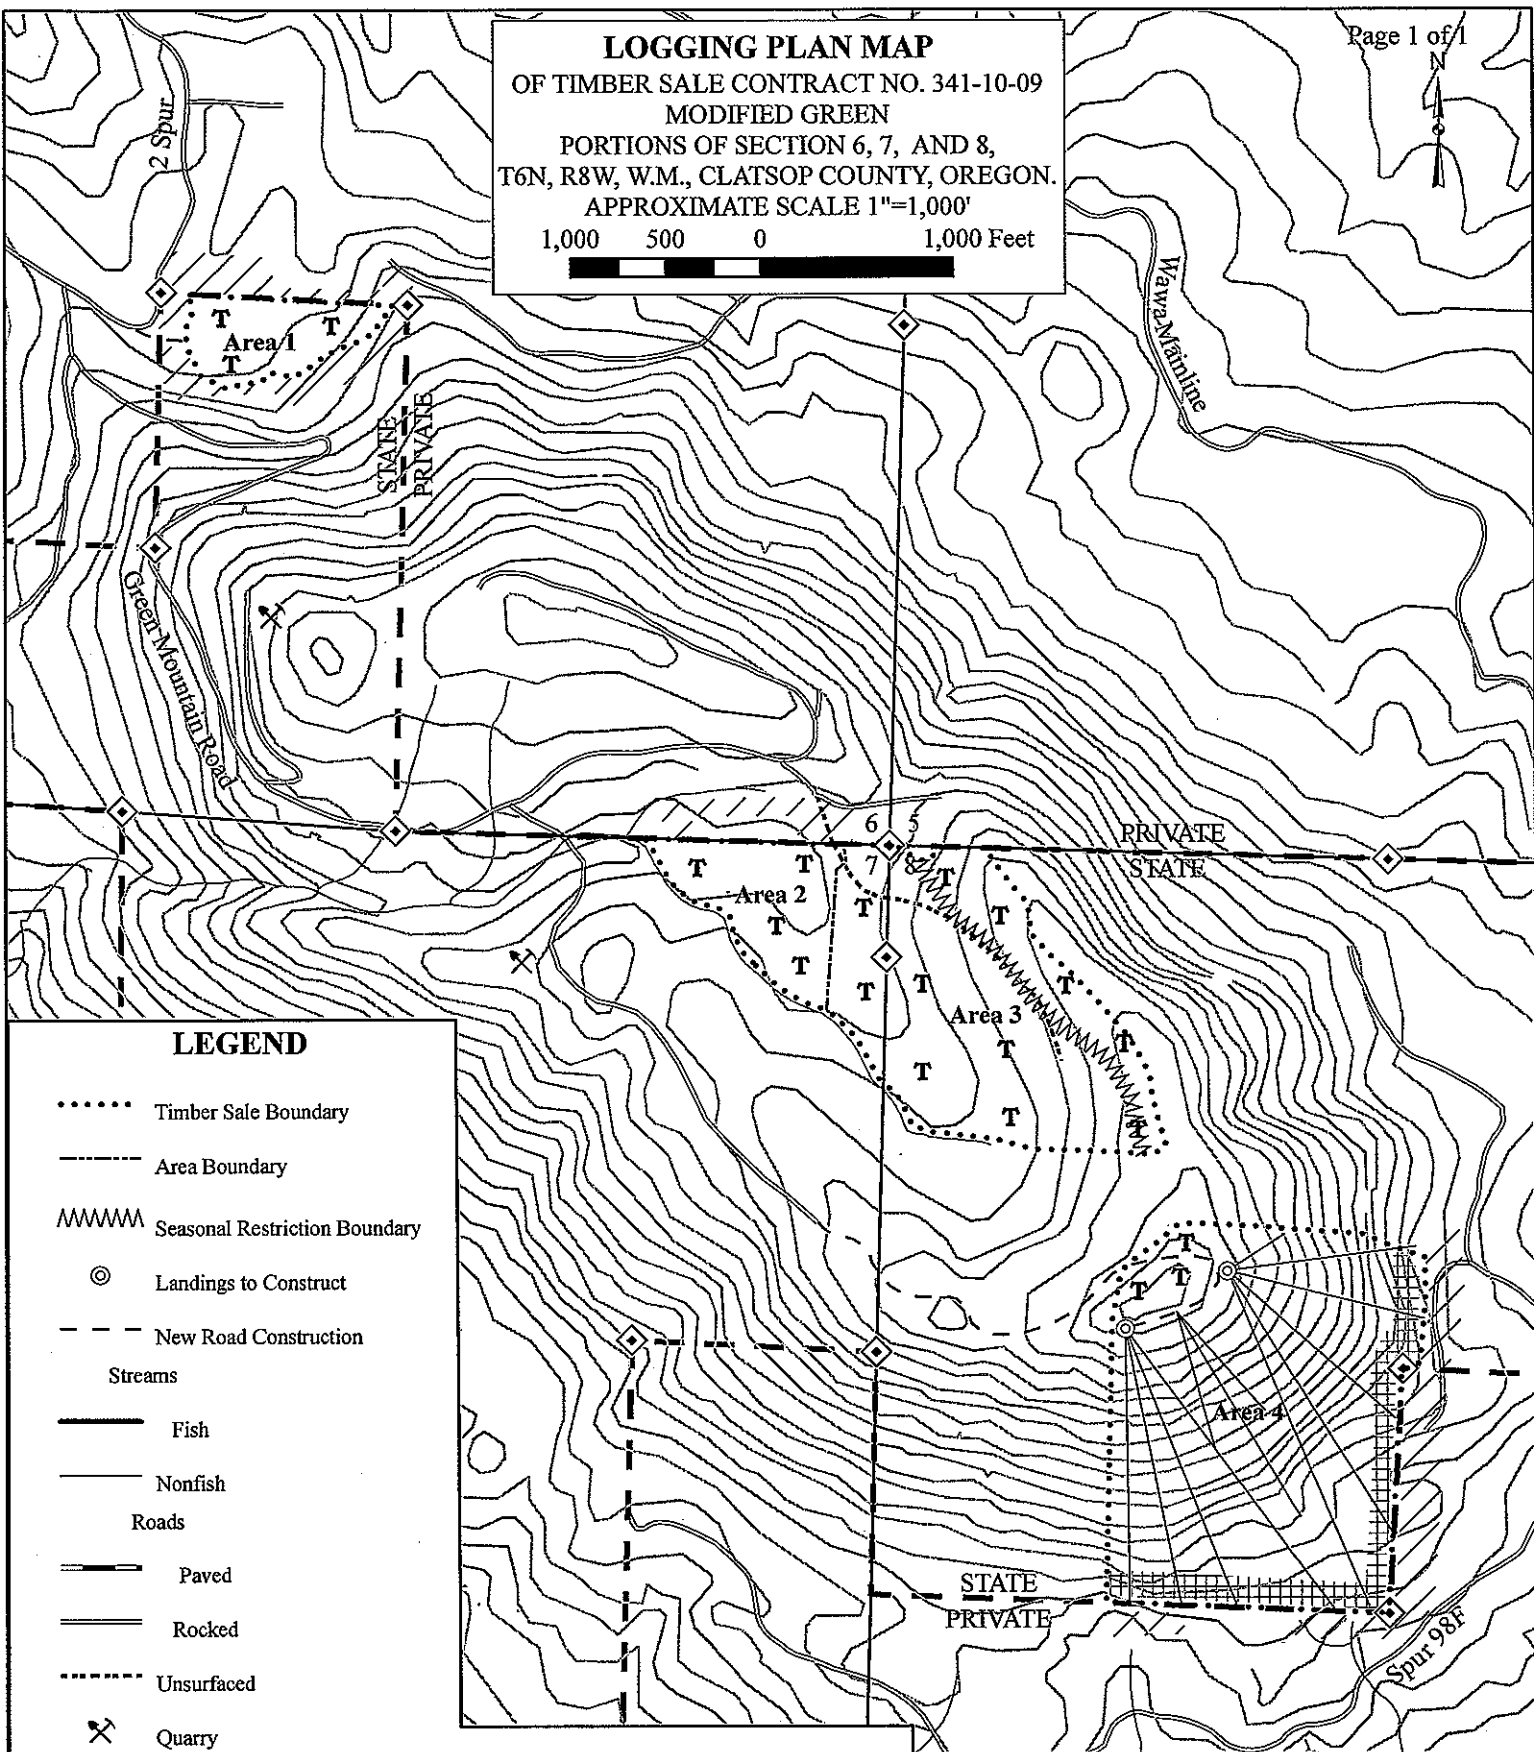 Page 1 of 1
N
LOGGING PLAN MAP
OF TIMBER SALE CONTRACT NO. 341-10-09
MODIFIED GREEN
PORTIONS OF SECTION 6, 7, AND 8,
T6N, R8W, W.M., CLATSOP COUNTY, OREGON.
APPROXIMATE SCALE 1"=1,000'
1,000 500 0 1,000 Feet
2 Spur
Wawa Mainline
T T
Area 1
T
STATE
PRIVATE
Green Mountain Road
6 5
7 8
PRIVATE
STATE
T T T
Area 2
T T T
T T T
Area 3
T T
T T
T T
T
T T
Area 4
STATE
PRIVATE
Spur 98F
LEGEND
Timber Sale Boundary
Area Boundary
Seasonal Restriction Boundary
Landings to Construct
New Road Construction
Streams
Fish
Nonfish
Roads
Paved
Rocked
Unsurfaced
Quarry